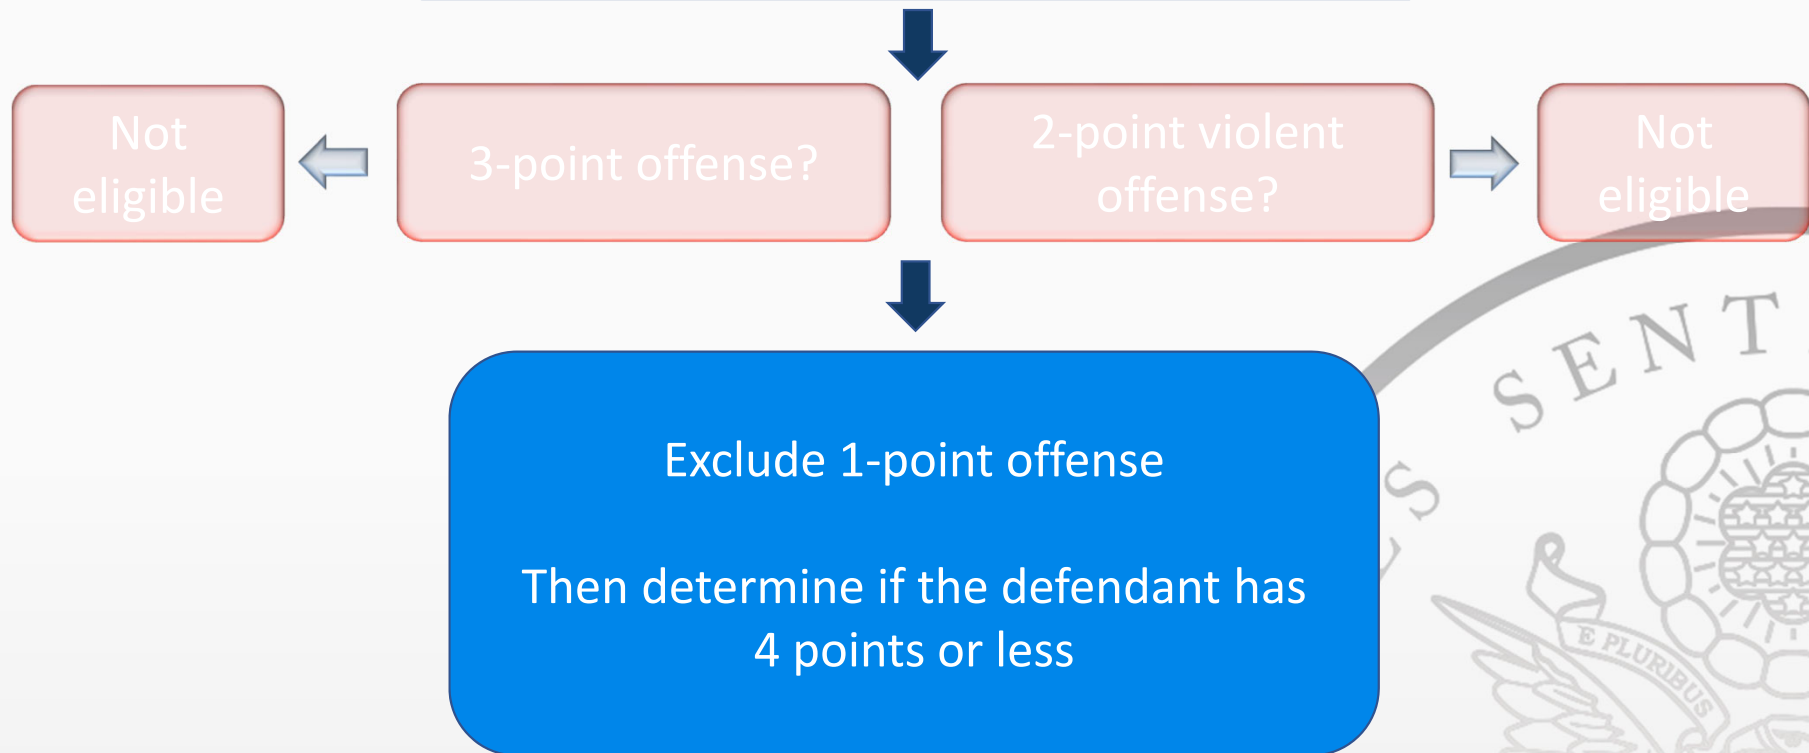 Not
eligible
3-point offense?
2-point violent
offense?
Not
eligible
Exclude 1-point offense
Then determine if the defendant has
4 points or less
S SENT
E PLURIBUS